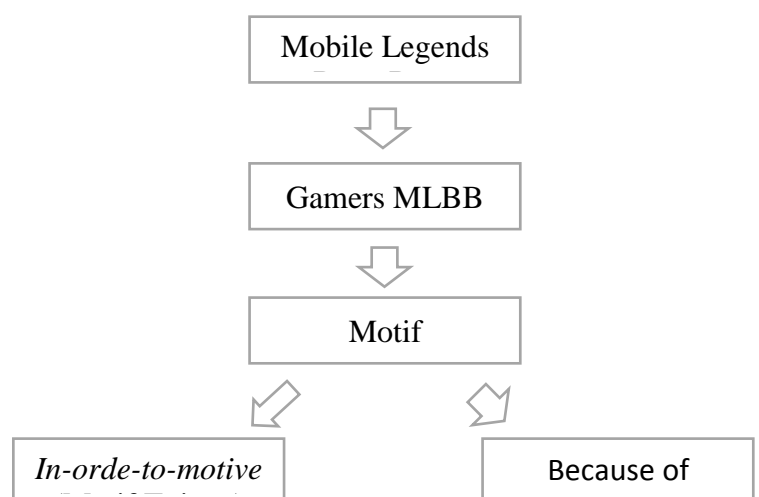 Mobile Legends
Gamers MLBB
Motif
In-orde-to-motive
Because of